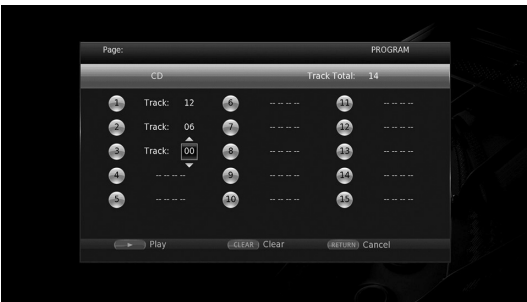 Page: PROGRAM
CD Track Total: 14
1 Track: 12 6 -- -- -- -- 11 -- -- -- --
2 Track: 06 7 -- -- -- -- 12 -- -- -- --
3 Track: 00 8 -- -- -- -- 13 -- -- -- --
4 -- -- -- -- 9 -- -- -- -- 14 -- -- -- --
5 -- -- -- -- 10 -- -- -- -- 15 -- -- -- --
Play CLEAR Clear RETURN Cancel